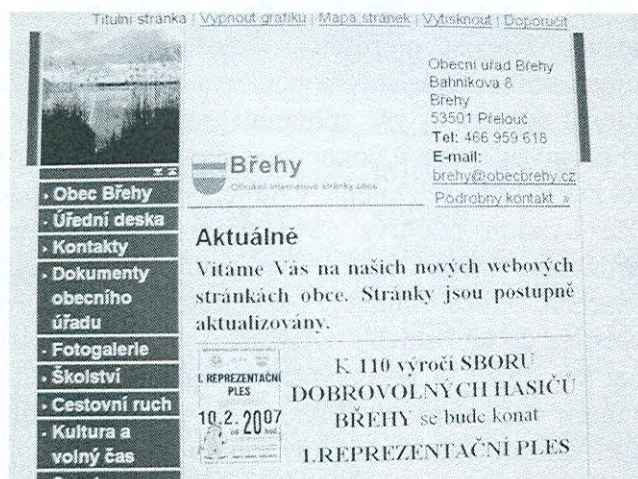 Titulní stránka | Vypnout grafiku | Mapa stránek | Vytisknout | Doporučit
Obecní úřad Břehy
Bahnikova 8
Břehy
53501 Přelouč
Tel: 466 959 618
E-mail:
brehy@obecbrehy.cz
Podrobný kontakt »
Břehy
Oficiální internetové stránky obce
Obec Břehy
Úřední deska
Kontakty
Dokumenty
obecního
úřadu
Fotogalerie
Školství
Cestovní ruch
Kultura a
volný čas
Aktuálně
Vítáme Vás na našich nových webových
stránkách obce. Stránky jsou postupně
aktualizovány.
I. REPREZENTAČNÍ
PLES
10.2. 2007
K 110 výročí SBORU
DOBROVOLNÝCH HASIČŮ
BŘEHY se bude konat
I.REPREZENTAČNÍ PLES